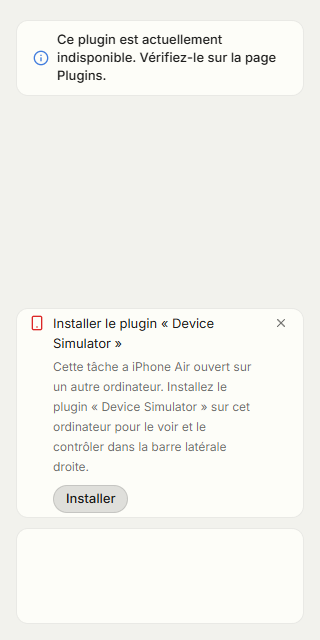 Ce plugin est actuellement
indisponible. Vérifiez-le sur la page
Plugins.
Installer le plugin « Device
Simulator »
Cette tâche a iPhone Air ouvert sur
un autre ordinateur. Installez le
plugin « Device Simulator » sur cet
ordinateur pour le voir et le
contrôler dans la barre latérale
droite.
Installer